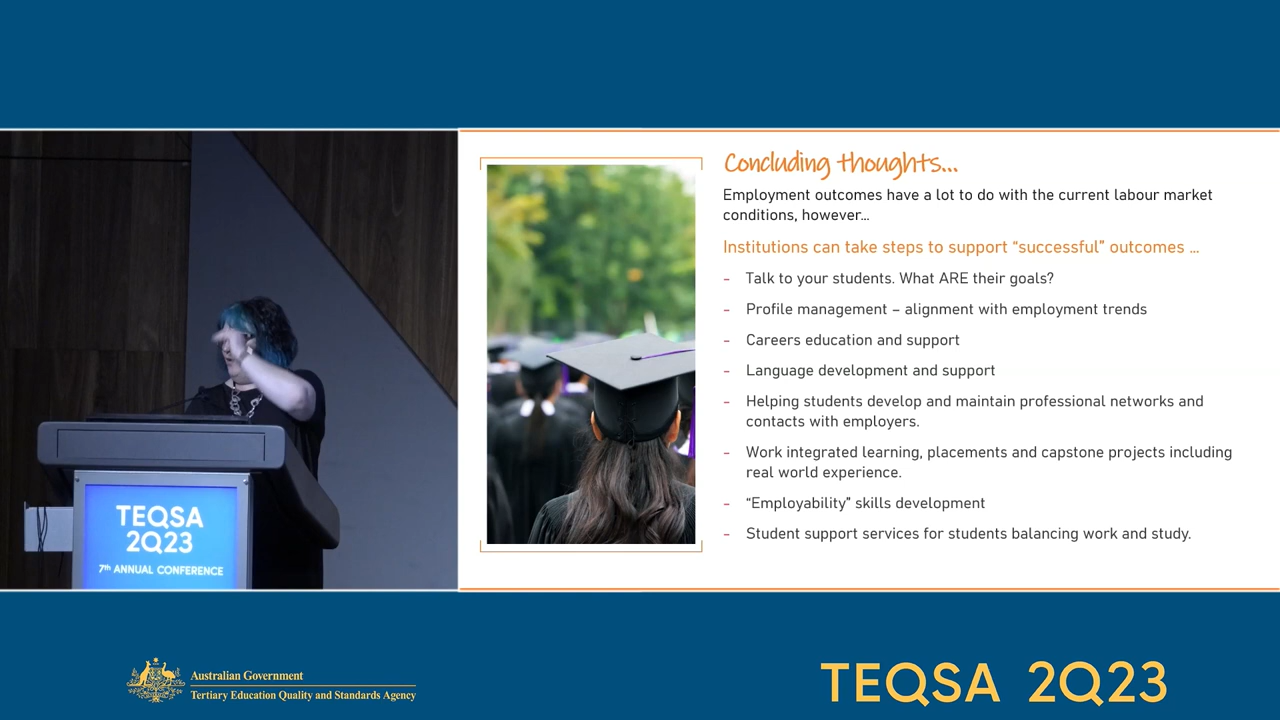 Concluding thoughts...
Employment outcomes have a lot to do with the current labour market
conditions, however...
Institutions can take steps to support “successful” outcomes ...
- Talk to your students. What ARE their goals?
- Profile management – alignment with employment trends
- Careers education and support
- Language development and support
- Helping students develop and maintain professional networks and
contacts with employers.
- Work integrated learning, placements and capstone projects including
real world experience.
- “Employability” skills development
- Student support services for students balancing work and study.
TEQSA
2Q23
7th ANNUAL CONFERENCE
Australian Government
Tertiary Education Quality and Standards Agency
TEQSA 2Q23